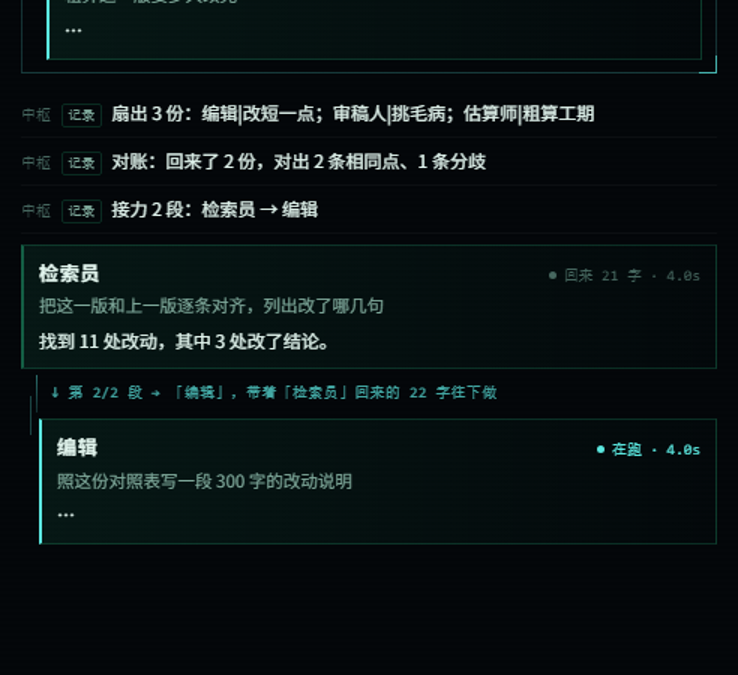 ...
中枢 记录 扇出 3 份：编辑|改短一点；审稿人|挑毛病；估算师|粗算工期
中枢 记录 对账：回来了 2 份，对出 2 条相同点、1 条分歧
中枢 记录 接力 2 段：检索员 → 编辑
检索员 ● 回来 21 字 · 4.0s
把这一版和上一版逐条对齐，列出改了哪几句
找到 11 处改动，其中 3 处改了结论。
↓ 第 2/2 段 → 「编辑」，带着「检索员」回来的 22 字往下做
编辑 ● 在跑 · 4.0s
照这份对照表写一段 300 字的改动说明
...